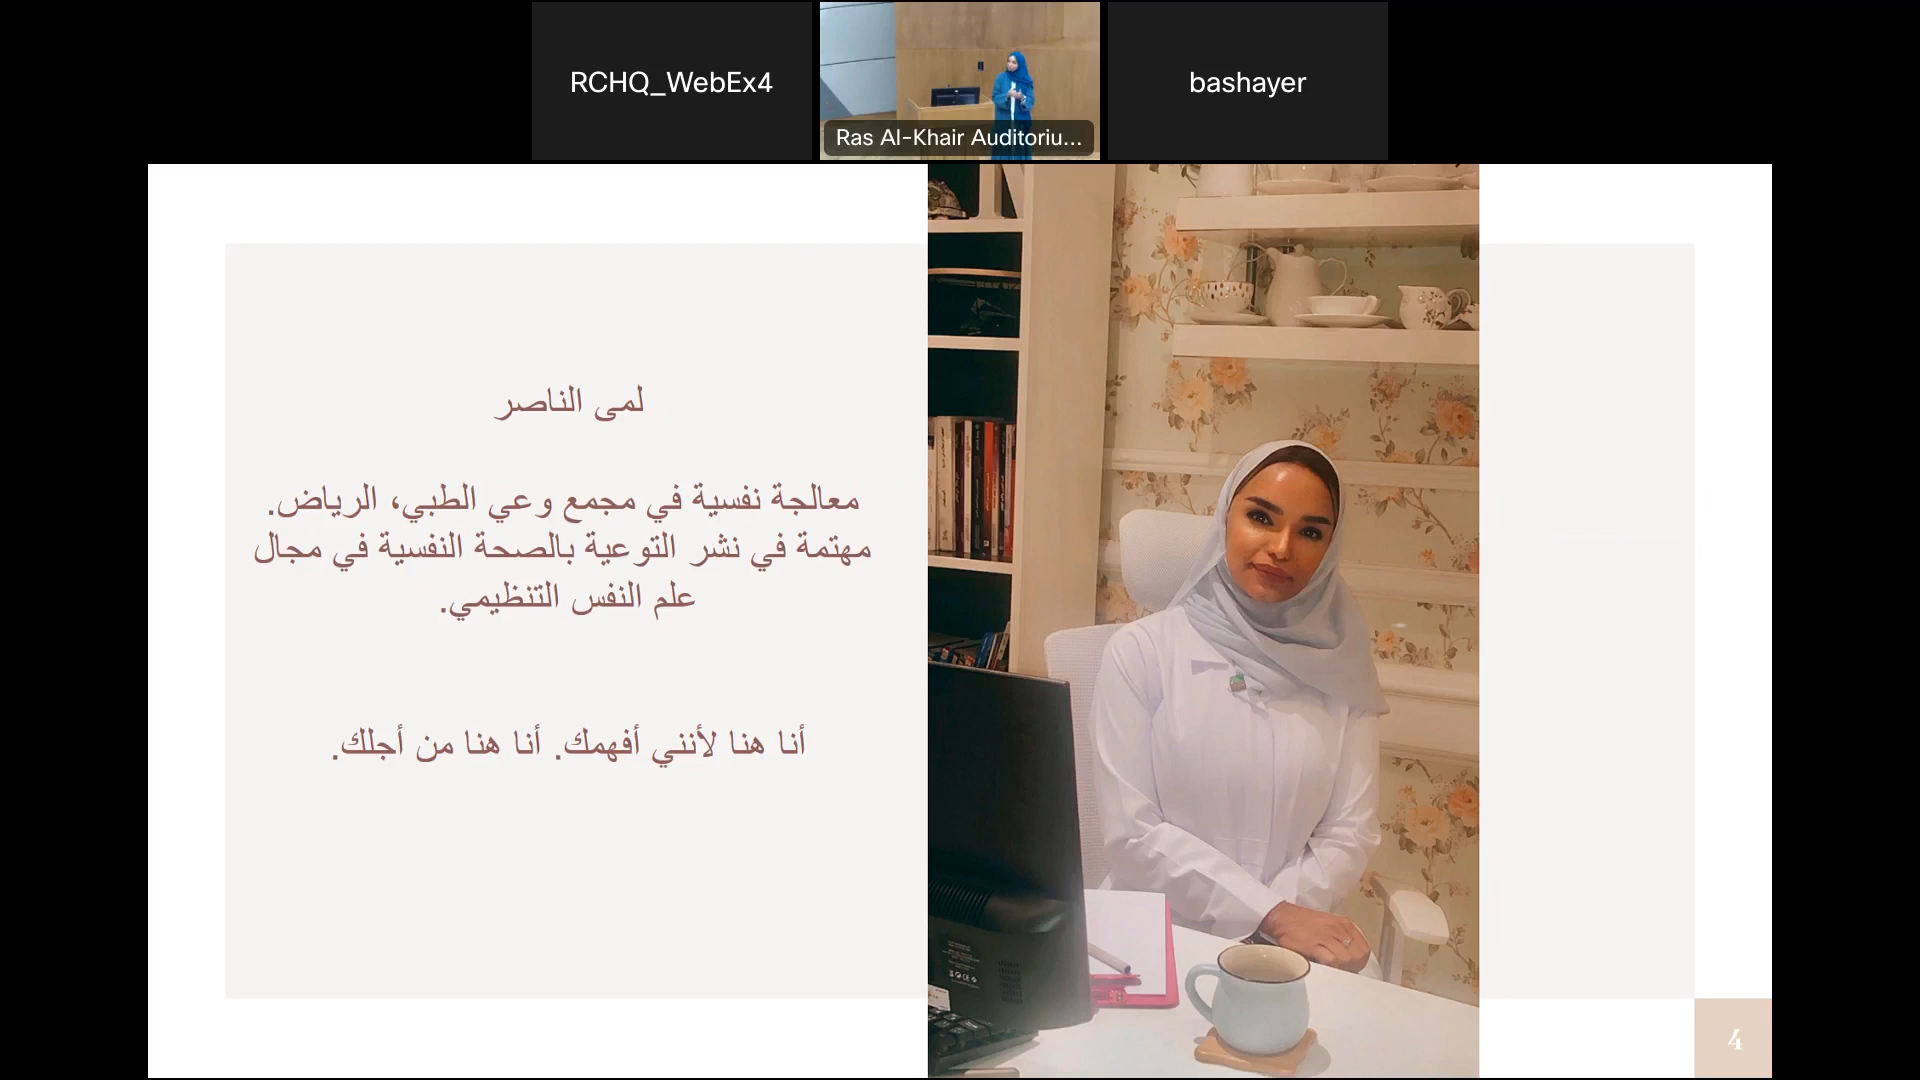 RCHQ_WebEx4
Ras Al-Khair Auditoriu...
bashayer
لمى الناصر
معالجة نفسية في مجمع وعي الطبي، الرياض.
مهتمة في نشر التوعية بالصحة النفسية في مجال
علم النفس التنظيمي.
أنا هنا لأنني أفهمك. أنا هنا من أجلك.
4